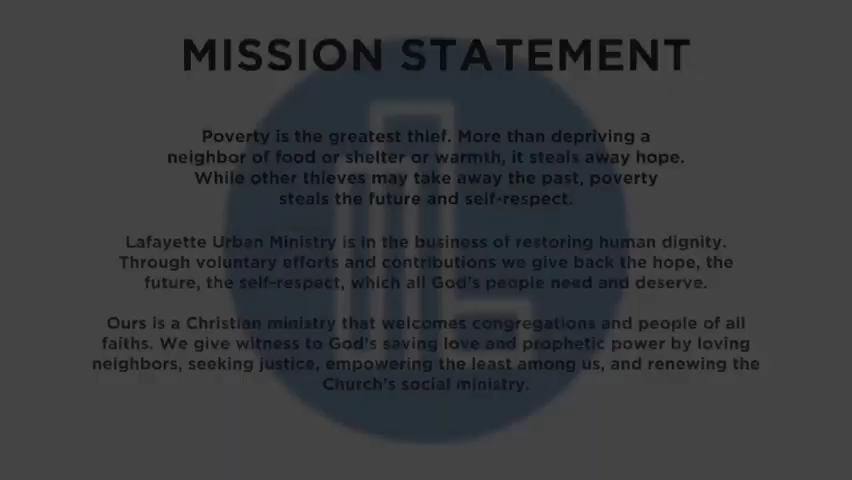 MISSION STATEMENT
Poverty is the greatest thief. More than depriving a
neighbor of food or shelter or warmth, it steals away hope.
While other thieves may take away the past, poverty
steals the future and self-respect.
Lafayette Urban Ministry is in the business of restoring human dignity.
Through voluntary efforts and contributions we give back the hope, the
future, the self-respect, which all God's people need and deserve.
Ours is a Christian ministry that welcomes congregations and people of all
faiths. We give witness to God's saving love and prophetic power by loving
neighbors, seeking justice, empowering the least among us, and renewing the
Church's social ministry.